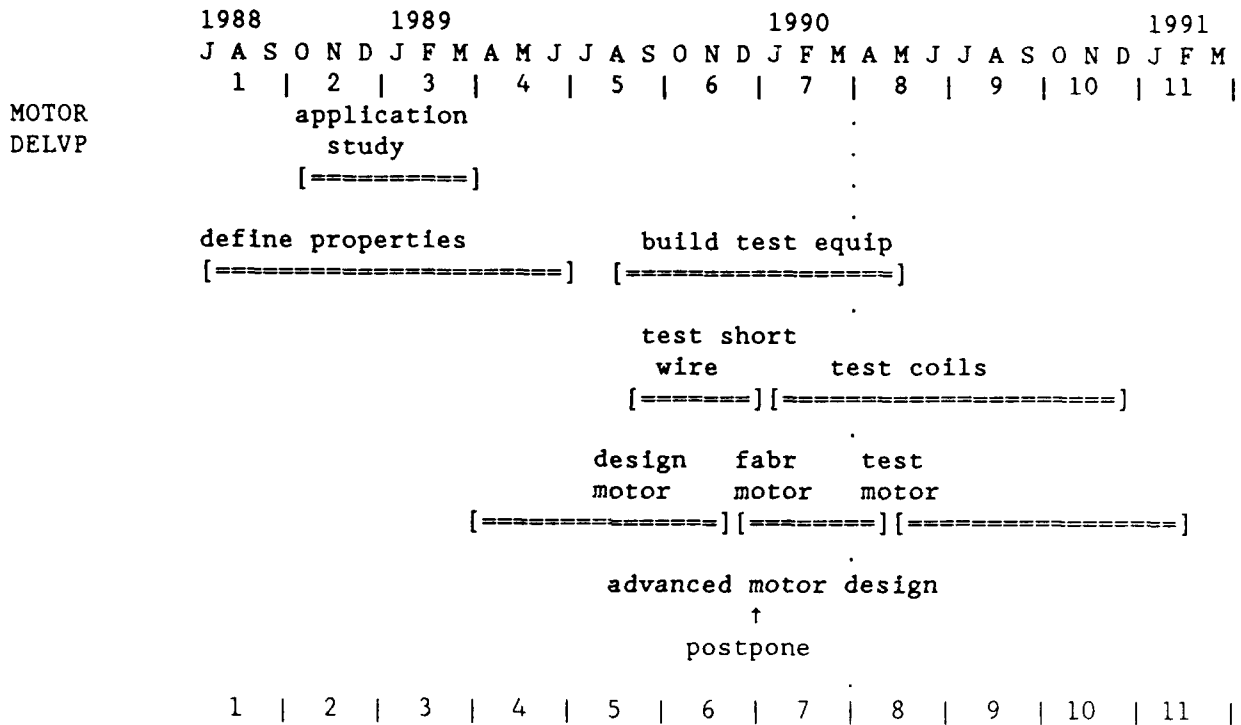 1988 1989 1990 1991
J A S O N D J F M A M J J A S O N D J F M A M J J A S O N D J F M
1 | 2 | 3 | 4 | 5 | 6 | 7 | 8 | 9 | 10 | 11 |
MOTOR application
DELVP study
[==========]
define properties build test equip
[======================] [=================]
test short
wire test coils
[=======][=====================]
design fabr test
motor motor motor
[===============][========][=================]
advanced motor design
↑
postpone
1 | 2 | 3 | 4 | 5 | 6 | 7 | 8 | 9 | 10 | 11 |